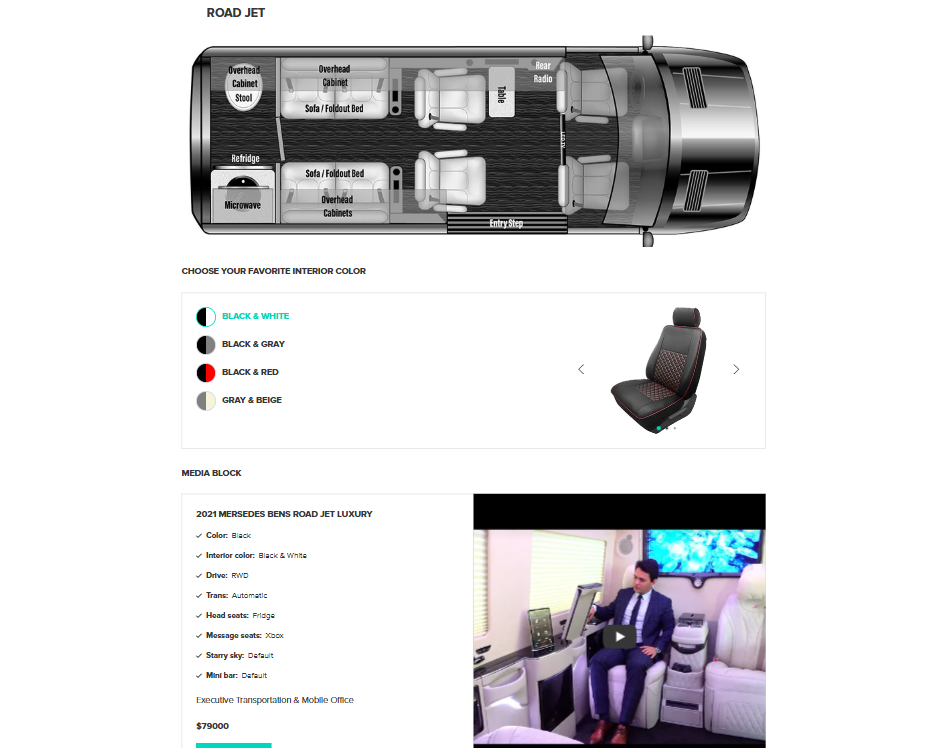 ROAD JET
Overhead
Cabinet
Stool
Overhead
Cabinet
Sofa / Foldout Bed
Rear
Radio
Table
LED TV
Refridge
Microwave
Sofa / Foldout Bed
Overhead
Cabinets
Entry Step
CHOOSE YOUR FAVORITE INTERIOR COLOR
BLACK & WHITE
BLACK & GRAY
BLACK & RED
GRAY & BEIGE
MEDIA BLOCK
2021 MERSEDES BENS ROAD JET LUXURY
Color: Black
Interior color: Black & White
Drive: RWD
Trans: Automatic
Head seats: Fridge
Message seats: Xbox
Starry sky: Default
Mini bar: Default
Executive Transportation & Mobile Office
$79000